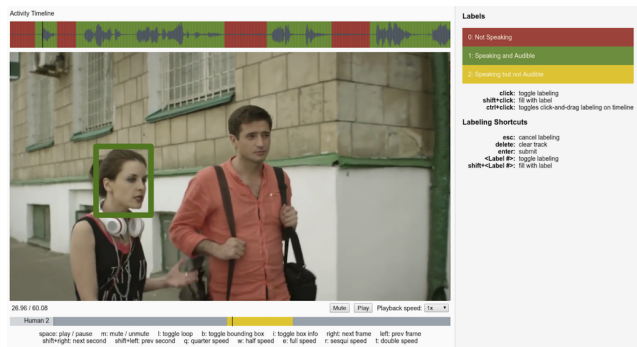 Activity Timeline
Labels
0: Not Speaking
1: Speaking and Audible
2: Speaking but not Audible
click: toggle labeling
shift+click: fill with label
ctrl+click: toggles click-and-drag labeling on timeline
Labeling Shortcuts
esc: cancel labeling
delete: clear track
enter: submit
<Label #>: toggle labeling
shift+<Label #>: fill with label
26.96 / 60.08
Mute Play Playback speed: 1x
Human 2
space: play / pause m: mute / unmute l: toggle loop b: toggle bounding box i: toggle box info right: next frame left: prev frame
shift+right: next second shift+left: prev second q: quarter speed w: half speed e: full speed r: sesqui speed t: double speed